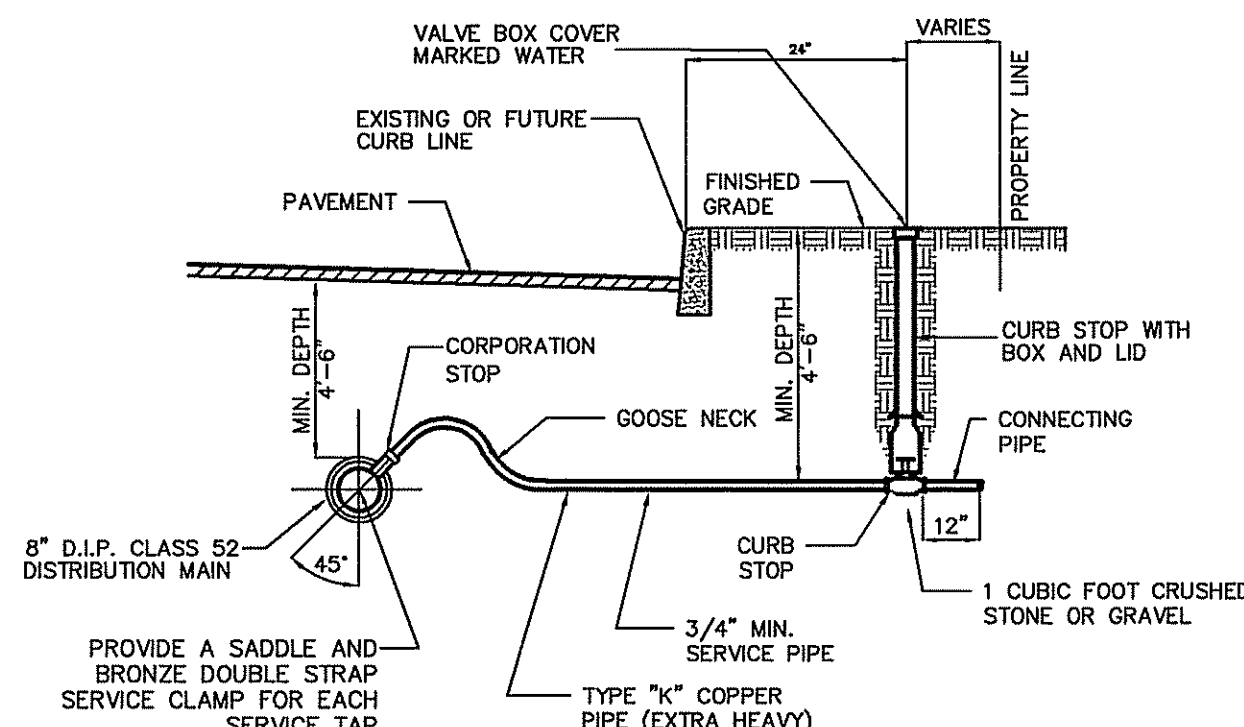 VALVE BOX COVER
MARKED WATER
VARIES
24"
PROPERTY LINE
EXISTING OR FUTURE
CURB LINE
FINISHED
GRADE
PAVEMENT
MIN. DEPTH
4'-6"
CORPORATION
STOP
MIN. DEPTH
4'-6"
CURB STOP WITH
BOX AND LID
GOOSE NECK
CONNECTING
PIPE
8" D.I.P. CLASS 52
DISTRIBUTION MAIN
45°
CURB
STOP
12"
1 CUBIC FOOT CRUSHED
STONE OR GRAVEL
3/4" MIN.
SERVICE PIPE
PROVIDE A SADDLE AND
BRONZE DOUBLE STRAP
SERVICE CLAMP FOR EACH
SERVICE TAP
TYPE "K" COPPER
PIPE (EXTRA HEAVY)